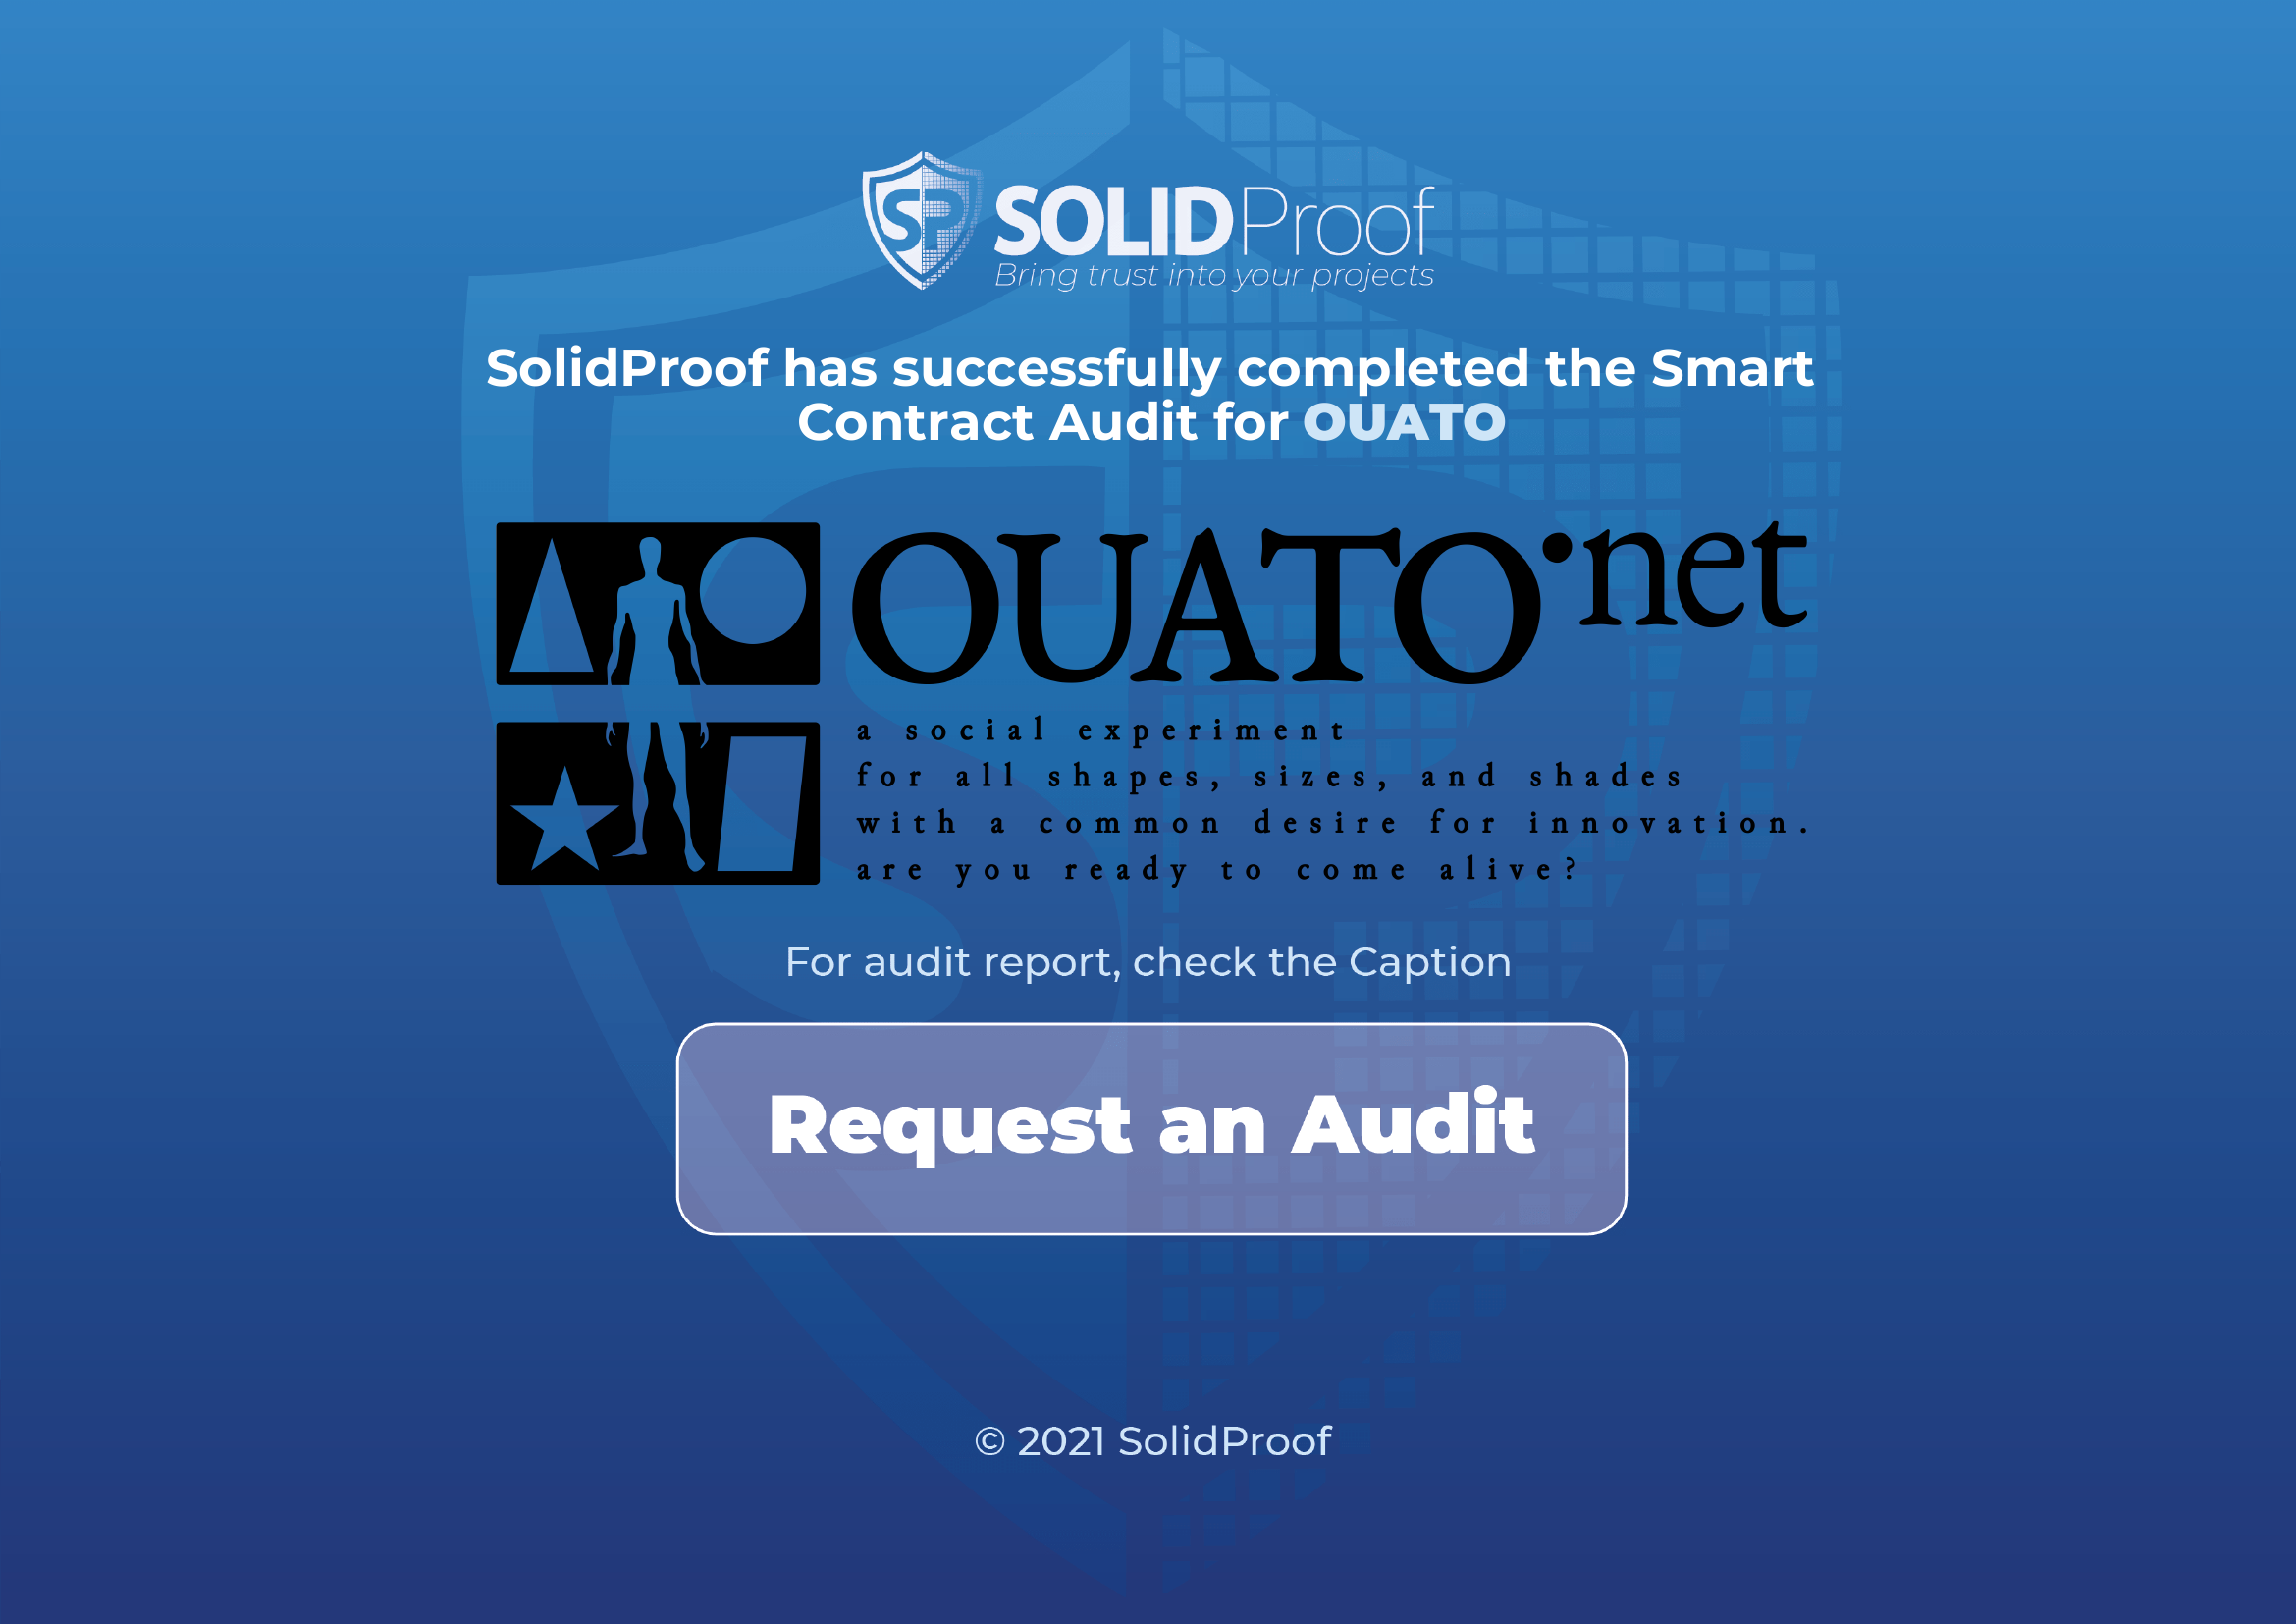 SP SOLIDProof
Bring trust into your projects
SolidProof has successfully completed the Smart
Contract Audit for OUATO
OUATO.net
a social experiment
for all shapes, sizes, and shades
with a common desire for innovation.
are you ready to come alive?
For audit report, check the Caption
Request an Audit
© 2021 SolidProof